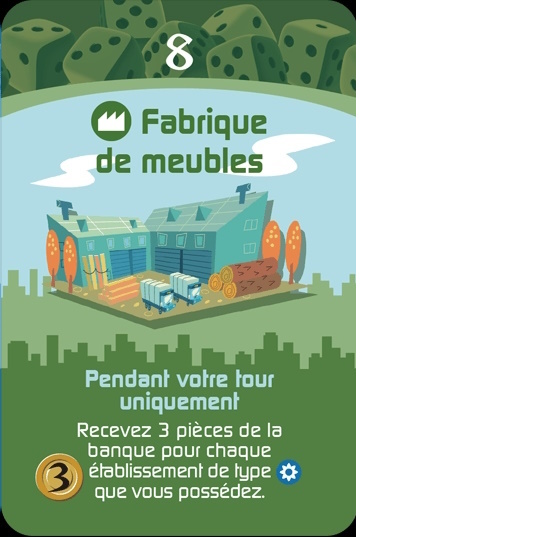 8
Fabrique
de meubles
Pendant votre tour
uniquement
Recevez 3 pièces de la
banque pour chaque
établissement de type
que vous possédez.
3